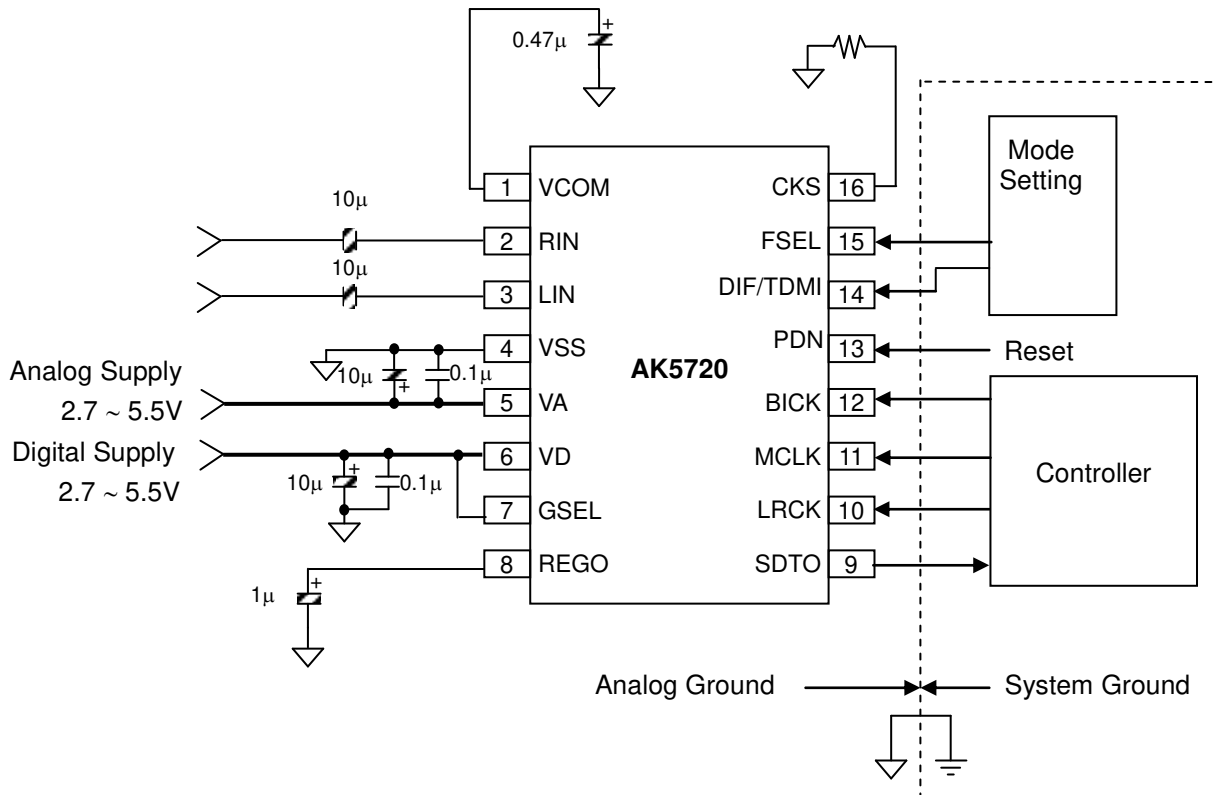 +
0.47μ
Mode
Setting
1 VCOM
CKS 16
10μ
2 RIN
FSEL 15
10μ
3 LIN
DIF/TDMI 14
4 VSS
PDN 13
Reset
AK5720
Analog Supply
2.7 ~ 5.5V
10μ
+
0.1μ
5 VA
BICK 12
Digital Supply
2.7 ~ 5.5V
6 VD
MCLK 11
Controller
10μ
+
0.1μ
7 GSEL
LRCK 10
8 REGO
SDTO 9
1μ
+
Analog Ground
System Ground